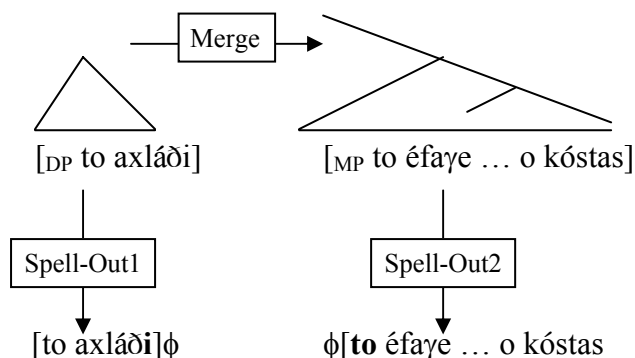 Merge
[DP to axláði] [MP to éfaγe … o kóstas]
Spell-Out1 Spell-Out2
[to axláði]ϕ ϕ[to éfaγe … o kóstas